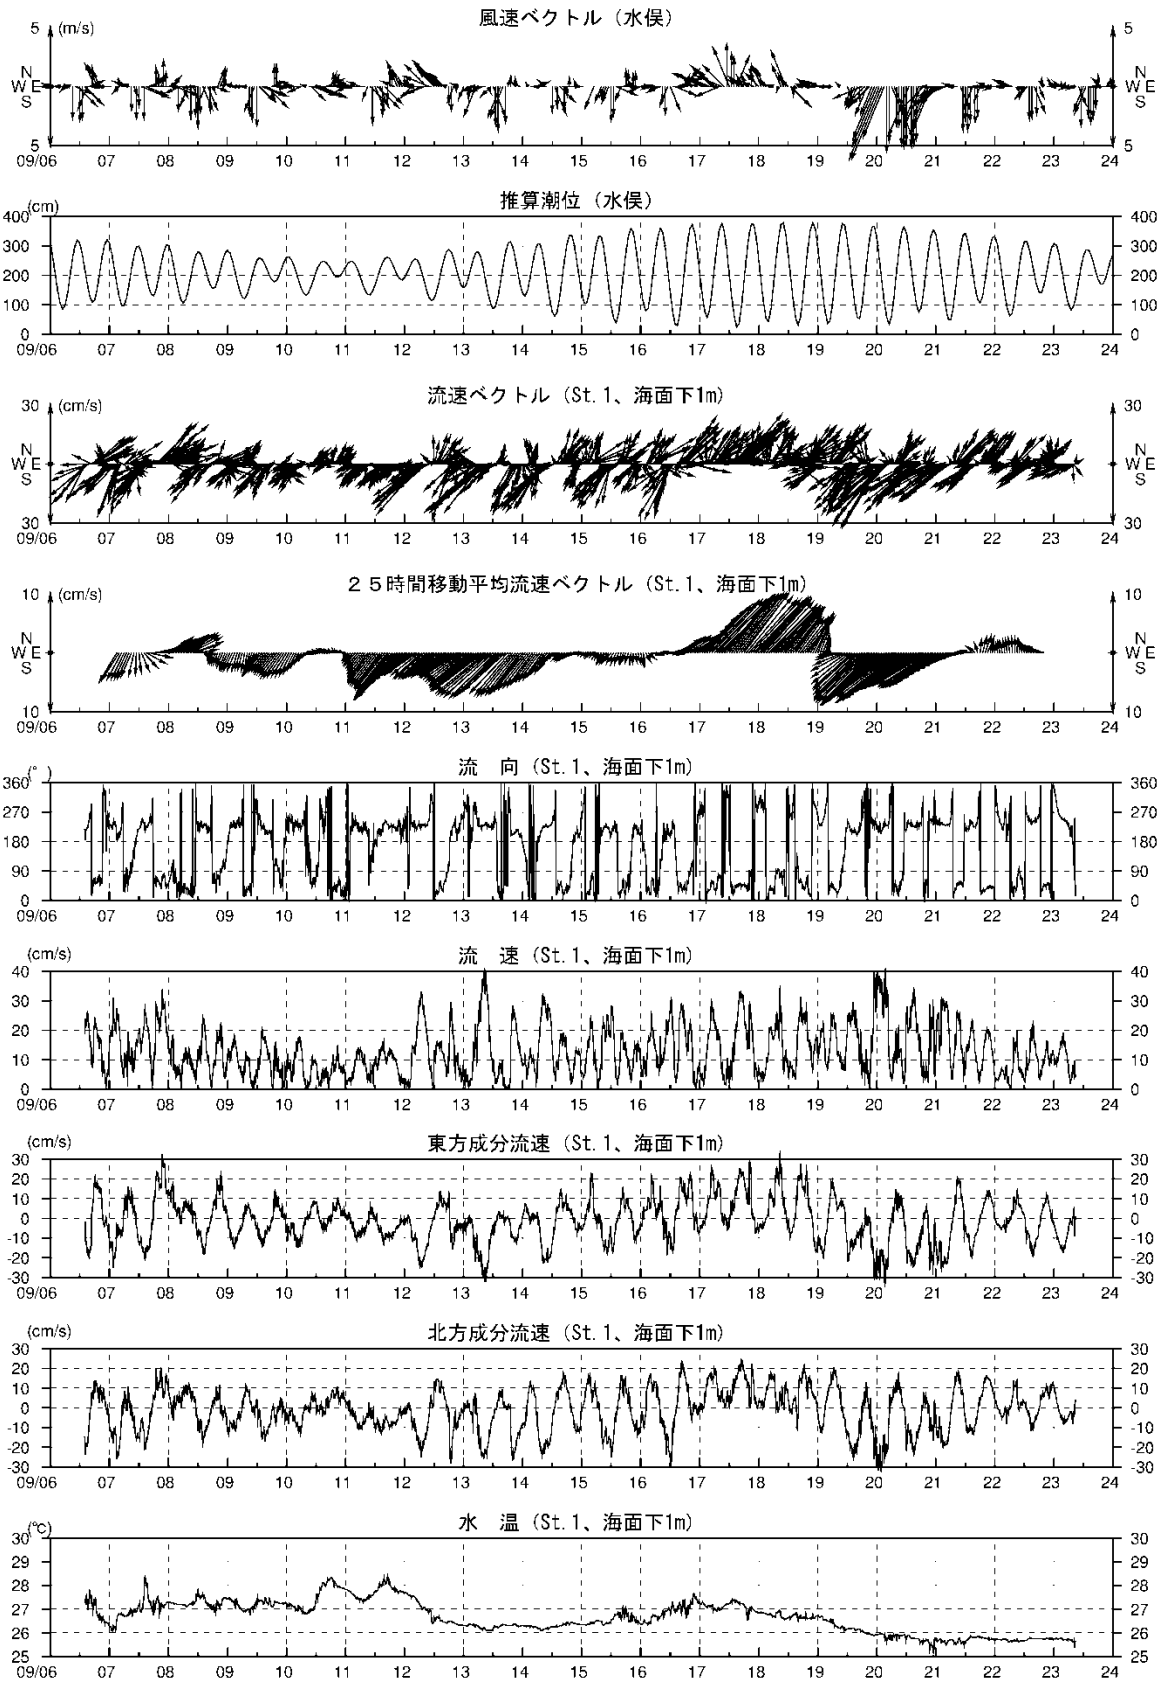 風速ベクトル（水俣）
5 (m/s) 5
N N
W E W E
S S
5 5
09/06 07 08 09 10 11 12 13 14 15 16 17 18 19 20 21 22 23 24
推算潮位（水俣）
(cm)
400 400
300 300
200 200
100 100
0 0
09/06 07 08 09 10 11 12 13 14 15 16 17 18 19 20 21 22 23 24
流速ベクトル（St.1、海面下1m）
30 (cm/s) 30
N N
W E W E
S S
30 30
09/06 07 08 09 10 11 12 13 14 15 16 17 18 19 20 21 22 23 24
２５時間移動平均流速ベクトル（St.1、海面下1m）
10 (cm/s) 10
N N
W E W E
S S
10 10
09/06 07 08 09 10 11 12 13 14 15 16 17 18 19 20 21 22 23 24
流　向（St.1、海面下1m）
(°)
360 360
270 270
180 180
90 90
0 0
09/06 07 08 09 10 11 12 13 14 15 16 17 18 19 20 21 22 23 24
流　速（St.1、海面下1m）
(cm/s)
40 40
30 30
20 20
10 10
0 0
09/06 07 08 09 10 11 12 13 14 15 16 17 18 19 20 21 22 23 24
東方成分流速（St.1、海面下1m）
(cm/s)
30 30
20 20
10 10
0 0
-10 -10
-20 -20
-30 -30
09/06 07 08 09 10 11 12 13 14 15 16 17 18 19 20 21 22 23 24
北方成分流速（St.1、海面下1m）
(cm/s)
30 30
20 20
10 10
0 0
-10 -10
-20 -20
-30 -30
09/06 07 08 09 10 11 12 13 14 15 16 17 18 19 20 21 22 23 24
水　温（St.1、海面下1m）
(℃)
30 30
29 29
28 28
27 27
26 26
25 25
09/06 07 08 09 10 11 12 13 14 15 16 17 18 19 20 21 22 23 24